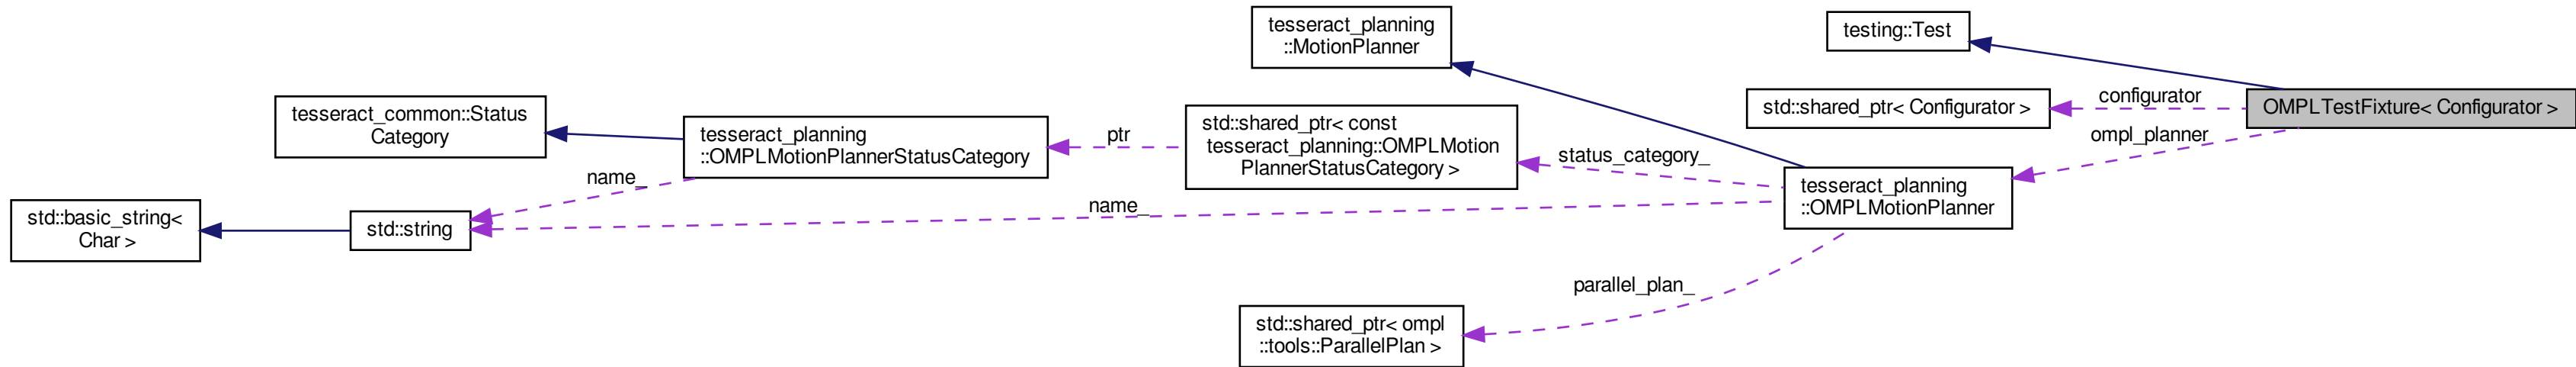 tesseract_planning
::MotionPlanner
testing::Test
tesseract_common::Status
Category
tesseract_planning
::OMPLMotionPlannerStatusCategory
ptr
std::shared_ptr< const
tesseract_planning::OMPLMotion
PlannerStatusCategory >
status_category_
std::shared_ptr< Configurator >
configurator
OMPLTestFixture< Configurator >
ompl_planner
name_
std::basic_string<
Char >
std::string
name_
tesseract_planning
::OMPLMotionPlanner
parallel_plan_
std::shared_ptr< ompl
::tools::ParallelPlan >